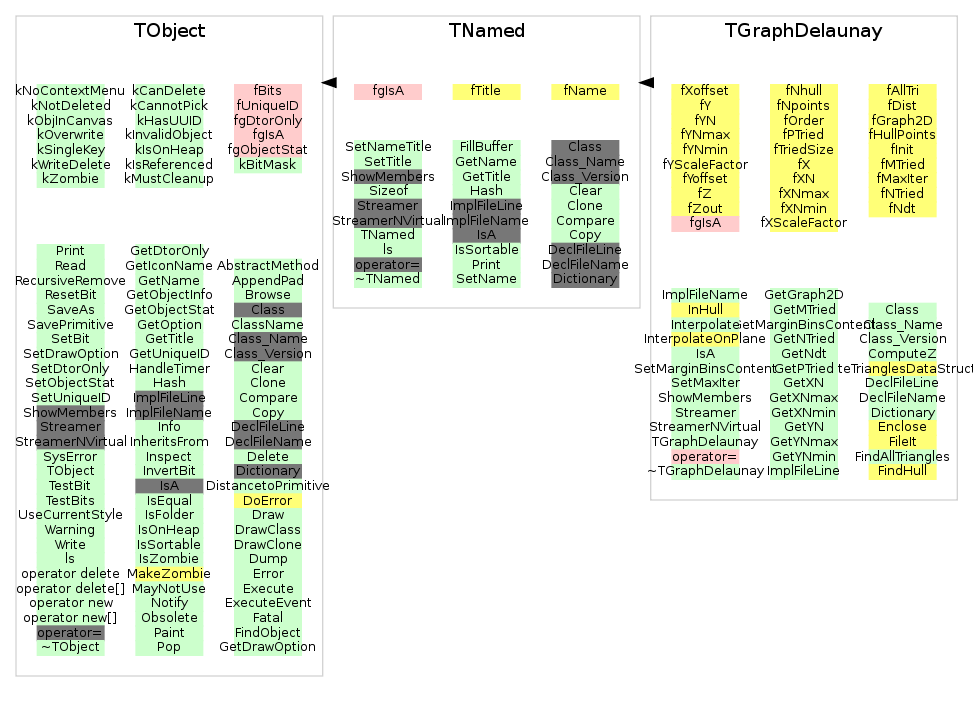 TObject
kNoContextMenu
kNotDeleted
kObjInCanvas
kOverwrite
kSingleKey
kWriteDelete
kZombie
kCanDelete
kCannotPick
kHasUUID
kInvalidObject
kIsOnHeap
kIsReferenced
kMustCleanup
fBits
fUniqueID
fgDtorOnly
fgIsA
fgObjectStat
kBitMask
Print
Read
RecursiveRemove
ResetBit
SaveAs
SavePrimitive
SetBit
SetDrawOption
SetDtorOnly
SetObjectStat
SetUniqueID
ShowMembers
Streamer
StreamerNVirtual
SysError
TObject
TestBit
TestBits
UseCurrentStyle
Warning
Write
ls
operator delete
operator delete[]
operator new
operator new[]
operator=
~TObject
GetDtorOnly
GetIconName
GetName
GetObjectInfo
GetObjectStat
GetOption
GetTitle
GetUniqueID
HandleTimer
Hash
ImplFileLine
ImplFileName
Info
InheritsFrom
Inspect
InvertBit
IsA
IsEqual
IsFolder
IsOnHeap
IsSortable
IsZombie
MakeZombie
MayNotUse
Notify
Obsolete
Paint
Pop
AbstractMethod
AppendPad
Browse
Class
ClassName
Class_Name
Class_Version
Clear
Clone
Compare
Copy
DeclFileLine
DeclFileName
Delete
Dictionary
DistancetoPrimitive
DoError
Draw
DrawClass
DrawClone
Dump
Error
Execute
ExecuteEvent
Fatal
FindObject
GetDrawOption
TNamed
fgIsA
fTitle
fName
SetNameTitle
SetTitle
ShowMembers
Sizeof
Streamer
StreamerNVirtual
TNamed
ls
operator=
~TNamed
FillBuffer
GetName
GetTitle
Hash
ImplFileLine
ImplFileName
IsA
IsSortable
Print
SetName
Class
Class_Name
Class_Version
Clear
Clone
Compare
Copy
DeclFileLine
DeclFileName
Dictionary
TGraphDelaunay
fXoffset
fY
fYN
fYNmax
fYNmin
fYScaleFactor
fYoffset
fZ
fZout
fgIsA
fNhull
fNpoints
fOrder
fPTried
fTriedSize
fX
fXN
fXNmax
fXNmin
fXScaleFactor
fAllTri
fDist
fGraph2D
fHullPoints
fInit
fMTried
fMaxIter
fNTried
fNdt
ImplFileName
InHull
Interpolate
InterpolateOnPlane
IsA
SetMarginBinsContent
SetMaxIter
ShowMembers
Streamer
StreamerNVirtual
TGraphDelaunay
operator=
~TGraphDelaunay
GetGraph2D
GetMTried
GetMarginBinsContent
GetNTried
GetNdt
GetPTried
GetXN
GetXNmax
GetXNmin
GetYN
GetYNmax
GetYNmin
ImplFileLine
Class
Class_Name
Class_Version
ComputeZ
teTrianglesDataStruct
DeclFileLine
DeclFileName
Dictionary
Enclose
FileIt
FindAllTriangles
FindHull